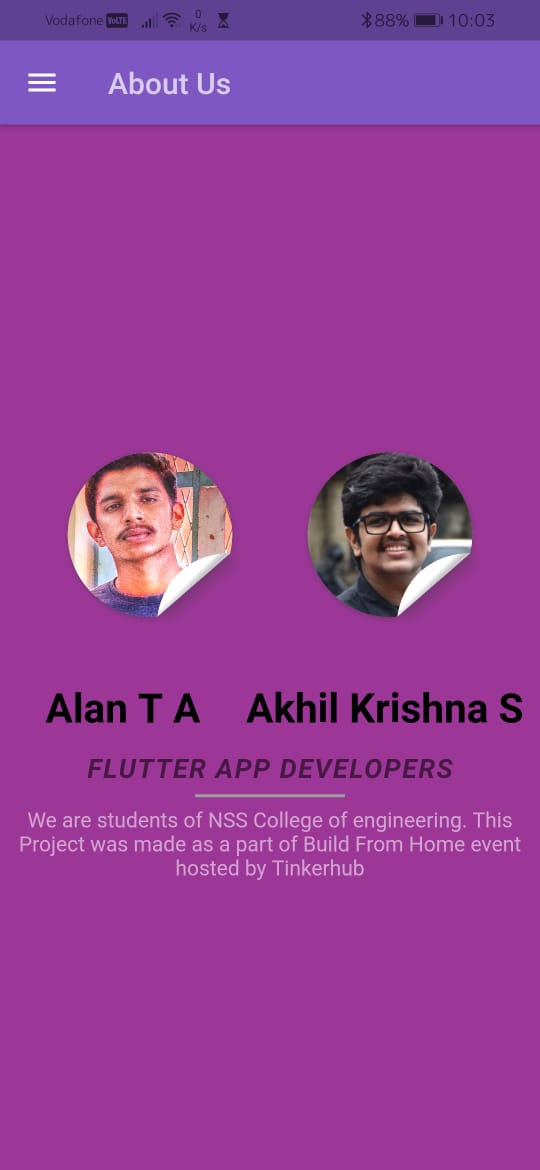 Vodafone VoLTE 0 K/s 88% 10:03
About Us
Alan T A Akhil Krishna S
FLUTTER APP DEVELOPERS
We are students of NSS College of engineering. This
Project was made as a part of Build From Home event
hosted by Tinkerhub